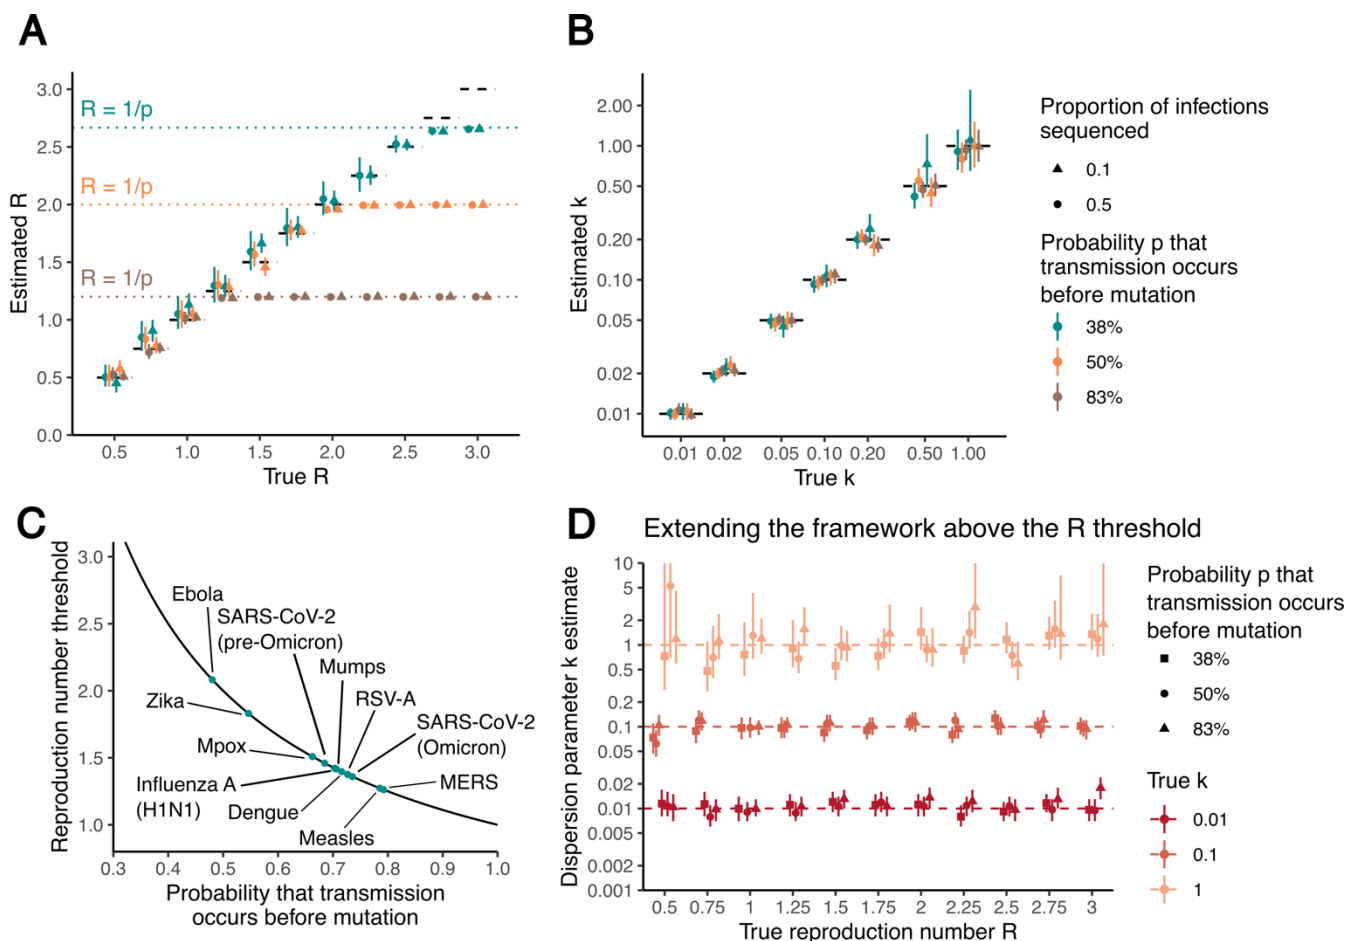 A
3.0
2.5
2.0
1.5
1.0
0.5
0.0
Estimated R
R = 1/p
R = 1/p
R = 1/p
0.5 1.0 1.5 2.0 2.5 3.0
True R
B
2.00
1.00
0.50
0.20
0.10
0.05
0.02
0.01
Estimated k
0.01 0.02 0.05 0.10 0.20 0.50 1.00
True k
Proportion of infections
sequenced
0.1
0.5
Probability p that
transmission occurs
before mutation
38%
50%
83%
C
3.0
2.5
2.0
1.5
1.0
Reproduction number threshold
Ebola
SARS-CoV-2
(pre-Omicron)
Mumps
Zika
RSV-A
SARS-CoV-2
(Omicron)
Mpox
Influenza A
(H1N1)
MERS
Dengue
Measles
0.3 0.4 0.5 0.6 0.7 0.8 0.9 1.0
Probability that transmission
occurs before mutation
D
Extending the framework above the R threshold
10
5
2
1
0.5
0.2
0.1
0.05
0.02
0.01
0.005
0.002
0.001
Dispersion parameter k estimate
0.5 0.75 1 1.25 1.5 1.75 2 2.25 2.5 2.75 3
True reproduction number R
Probability p that
transmission occurs
before mutation
38%
50%
83%
True k
0.01
0.1
1